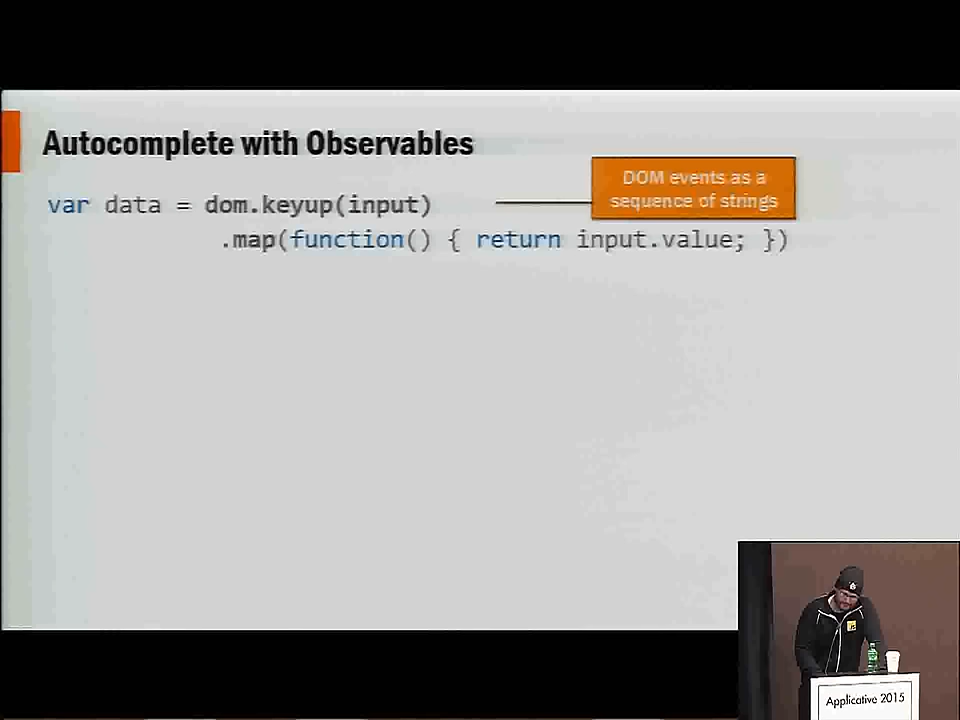 Autocomplete with Observables
DOM events as a
sequence of strings
var data = dom.keyup(input)
.map(function() { return input.value; })
Applicative 2015